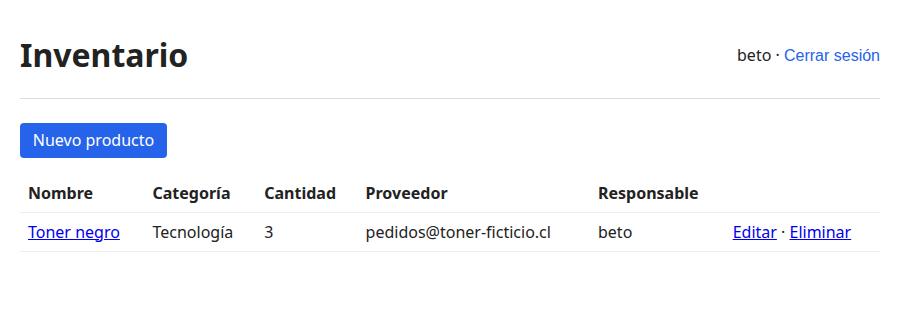 Inventario
beto · Cerrar sesión
Nuevo producto
Nombre Categoría Cantidad Proveedor Responsable
Toner negro Tecnología 3 pedidos@toner-ficticio.cl beto Editar · Eliminar